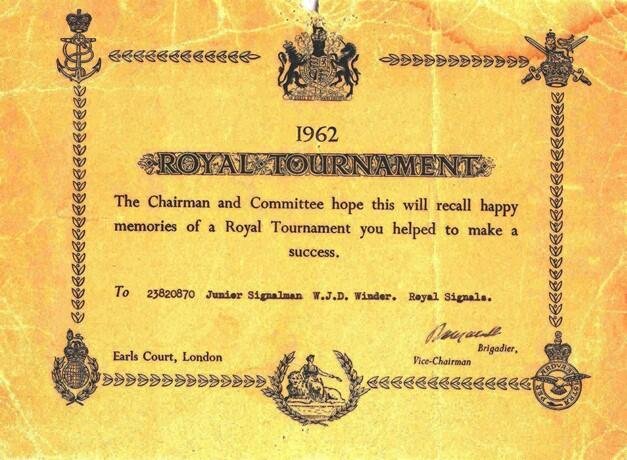 1962
ROYAL TOURNAMENT
The Chairman and Committee hope this will recall happy
memories of a Royal Tournament you helped to make a
success.
To 23820870 Junior Signalman W.J.D. Winder. Royal Signals.
Brigadier,
Earls Court, London
Vice-Chairman